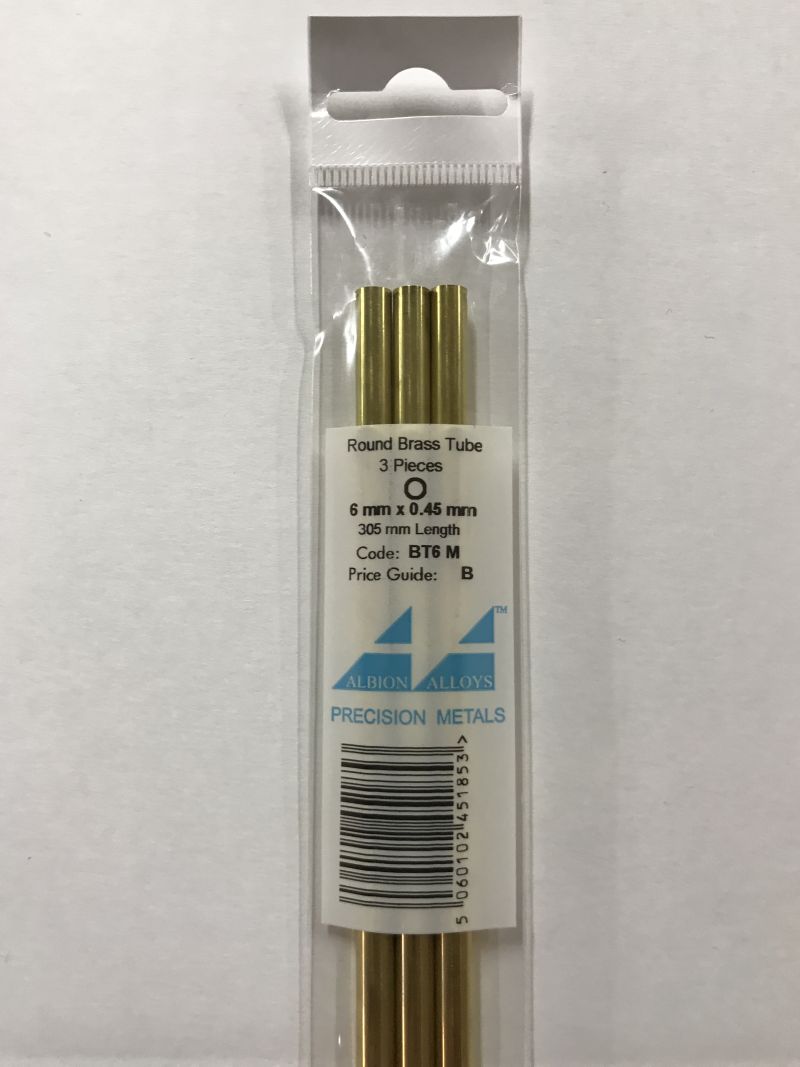 Round Brass Tube
3 Pieces
6 mm x 0.45 mm
305 mm Length
Code: BT6 M
Price Guide: B
TM
ALBION ALLOYS
PRECISION METALS
5 060102 451853 >